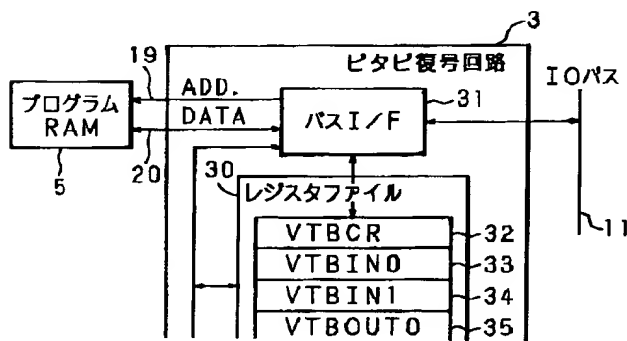 3
19
ビタビ復号回路
IOバス
ADD.
プログラム
RAM
31
DATA
バスI/F
5
20
30
レジスタファイル
VTBCR
32
VTBIN0
33
11
VTBIN1
34
VTBOUT0
35